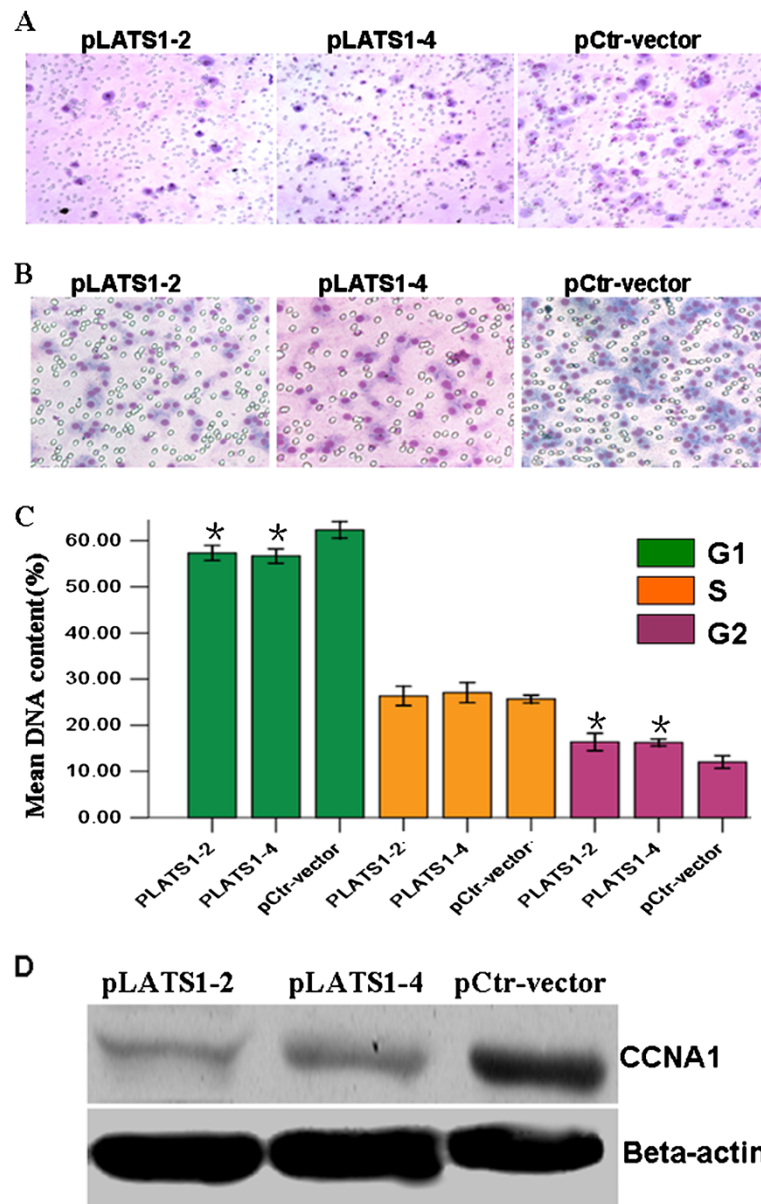 A
pLATS1-2 pLATS1-4 pCtr-vector
B
pLATS1-2 pLATS1-4 pCtr-vector
C
* * * *
G1
S
G2
Mean DNA content(%)
60.00
50.00
40.00
30.00
20.00
10.00
0.00
PLATS1-2 PLATS1-4 pCtr-vector PLATS1-2 PLATS1-4 pCtr-vector PLATS1-2 PLATS1-4 pCtr-vector
D
pLATS1-2 pLATS1-4 pCtr-vector
CCNA1
Beta-actin